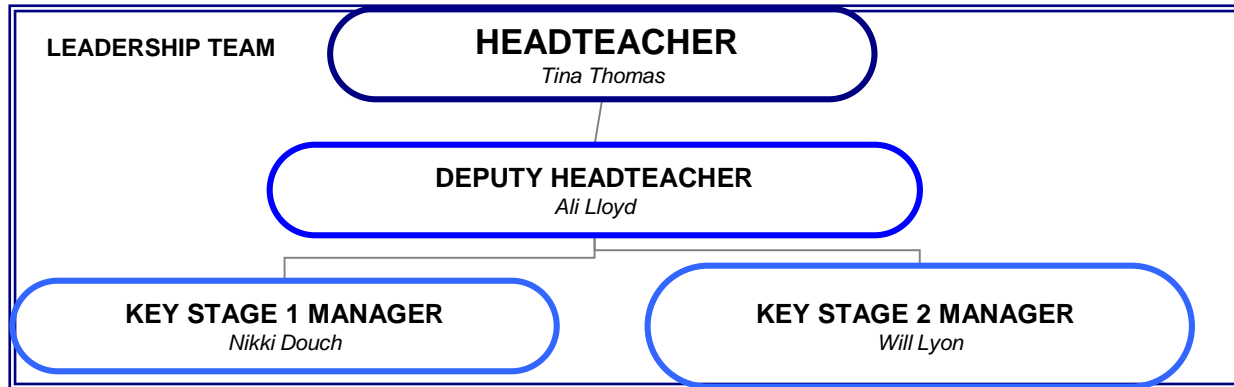 LEADERSHIP TEAM
HEADTEACHER
Tina Thomas
DEPUTY HEADTEACHER
Ali Lloyd
KEY STAGE 1 MANAGER
Nikki Douch
KEY STAGE 2 MANAGER
Will Lyon